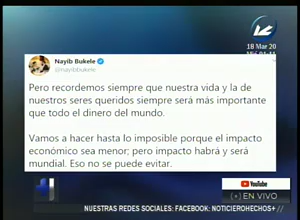 18 Mar 20
Nayib Bukele
@nayibbukele
Pero recordemos siempre que nuestra vida y la de
nuestros seres queridos siempre será más importante
que todo el dinero del mundo.
Vamos a hacer hasta lo imposible porque el impacto
económico sea menor; pero impacto habrá y será
mundial. Eso no se puede evitar.
YouTube
EN VIVO
NUESTRAS REDES SOCIALES: FACEBOOK: NOTICIEROHECHOS+